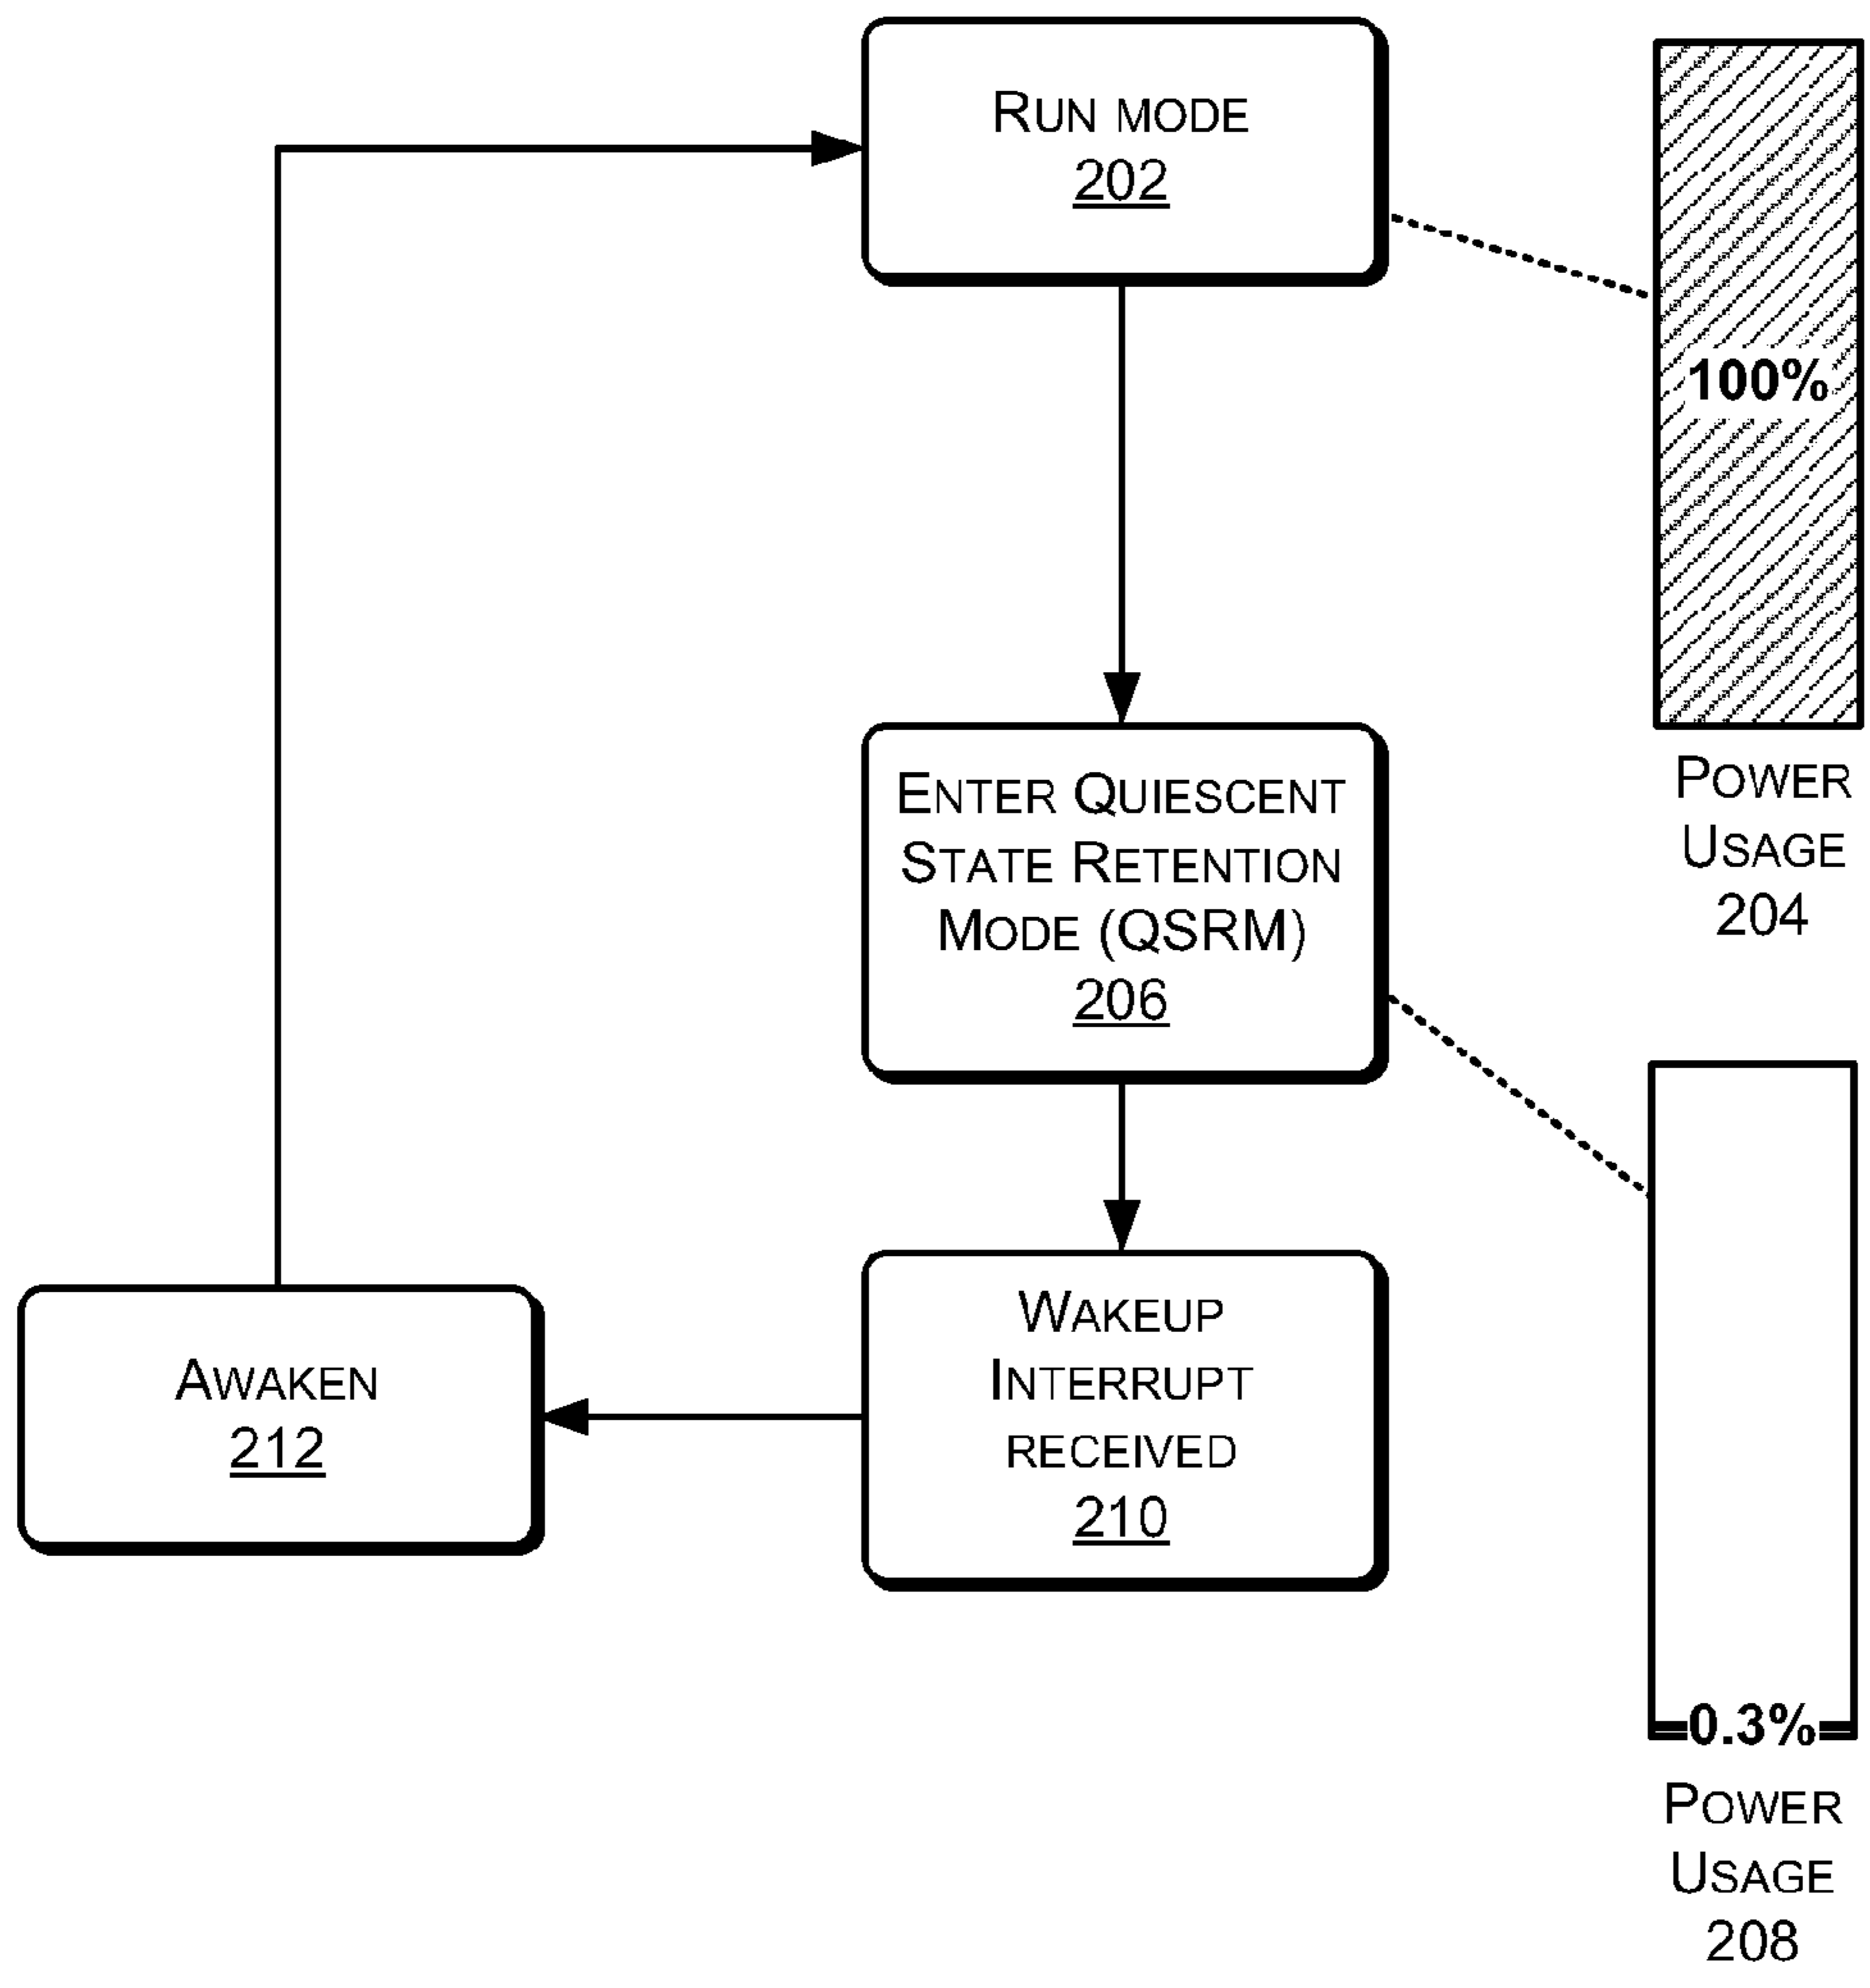 RUN MODE
202
100%
POWER
USAGE
204
ENTER QUIESCENT
STATE RETENTION
MODE (QSRM)
206
WAKEUP
INTERRUPT
RECEIVED
210
AWAKEN
212
0.3%
POWER
USAGE
208